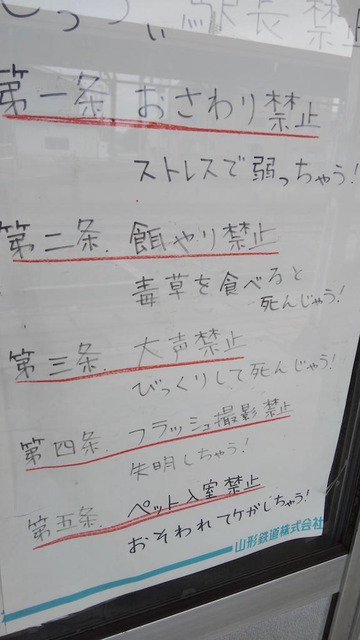 駅長禁
第一条. おさわり禁止
ストレスで弱っちゃう!
第二条. 餌やり禁止
毒草を食べると
死んじゃう!
第三条. 大声禁止
びっくりして死んじゃう!
第四条. フラッシュ撮影禁止
失明しちゃう!
第五条. ペット入室禁止
おそわれてケガしちゃう!
山形鉄道株式会社